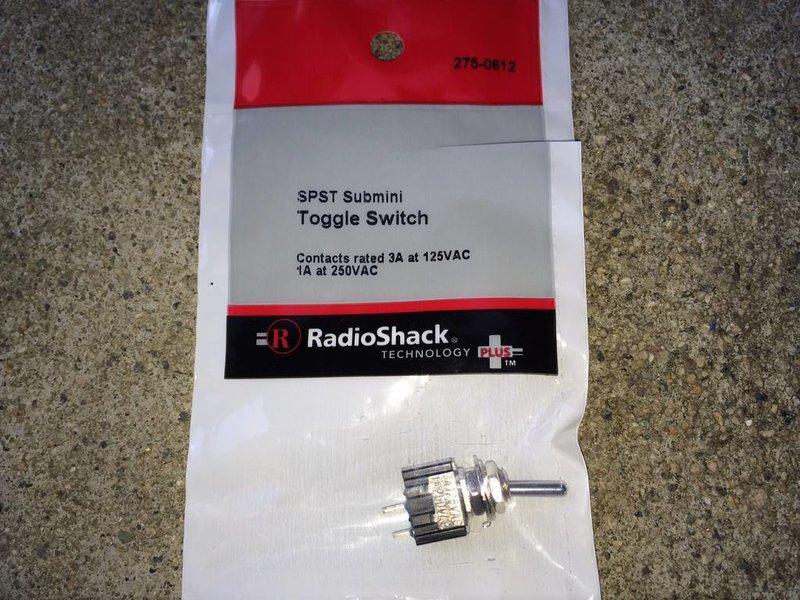 275-0612
SPST Submini
Toggle Switch
Contacts rated 3A at 125VAC
1A at 250VAC
R RadioShack®
TECHNOLOGY PLUS ™